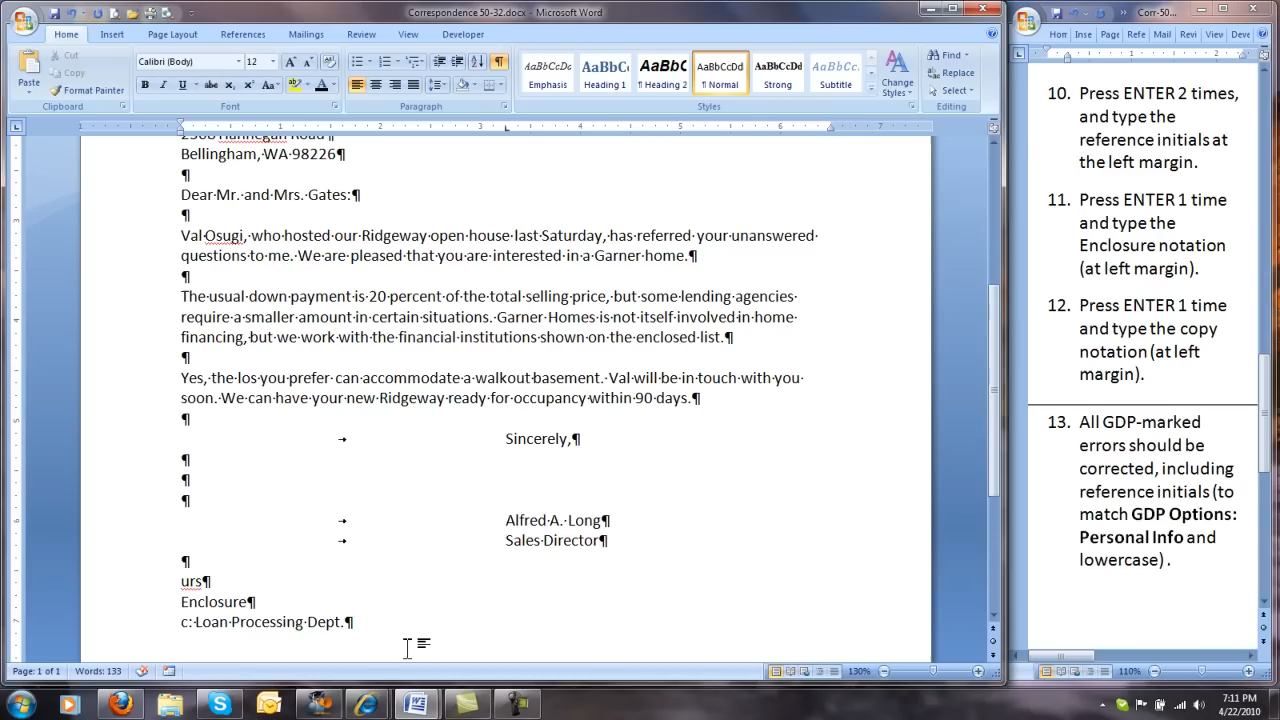 Correspondence 50-32.docx - Microsoft Word
Home Insert Page Layout References Mailings Review View Developer
Paste
Cut
Copy
Format Painter
Clipboard
Calibri (Body) 12
Font
Paragraph
AaBbCcDd Emphasis
AaBbCc Heading 1
AaBbC ¶ Heading 2
AaBbCcDd ¶ Normal
AaBbCcDd Strong
AaBbCcDd Subtitle
Change Styles
Styles
Find
Replace
Select
Editing
Bellingham, WA 98226¶
¶
Dear Mr. and Mrs. Gates:¶
¶
Val Osugi, who hosted our Ridgeway open house last Saturday, has referred your unanswered
questions to me. We are pleased that you are interested in a Garner home.¶
¶
The usual down payment is 20 percent of the total selling price, but some lending agencies
require a smaller amount in certain situations. Garner Homes is not itself involved in home
financing, but we work with the financial institutions shown on the enclosed list.¶
¶
Yes, the los you prefer can accommodate a walkout basement. Val will be in touch with you
soon. We can have your new Ridgeway ready for occupancy within 90 days.¶
¶
Sincerely,¶
¶
¶
¶
Alfred A. Long¶
Sales Director¶
¶
urs¶
Enclosure¶
c: Loan Processing Dept.¶
Page: 1 of 1 Words: 133 130%
Corr-50...
Hom Inse Page Refe Mail Revi View Deve
10. Press ENTER 2 times,
and type the
reference initials at
the left margin.
11. Press ENTER 1 time
and type the
Enclosure notation
(at left margin).
12. Press ENTER 1 time
and type the copy
notation (at left
margin).
13. All GDP-marked
errors should be
corrected, including
reference initials (to
match GDP Options:
Personal Info and
lowercase) .
110%
7:11 PM
4/22/2010